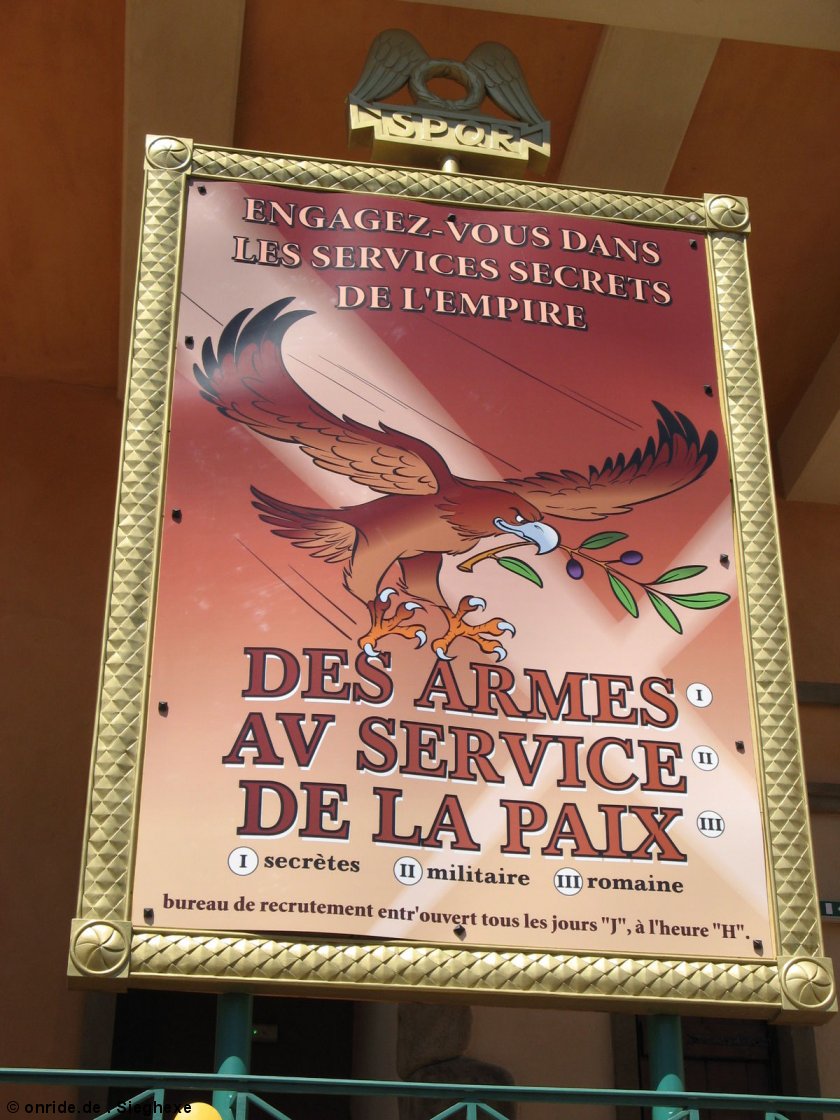 SPQR
ENGAGEZ-VOUS DANS
LES SERVICES SECRETS
DE L'EMPIRE
DES ARMES I
AV SERVICE II
DE LA PAIX III
I secrètes II militaire III romaine
bureau de recrutement entr'ouvert tous les jours "J", à l'heure "H".
© onride.de : Sieghexe